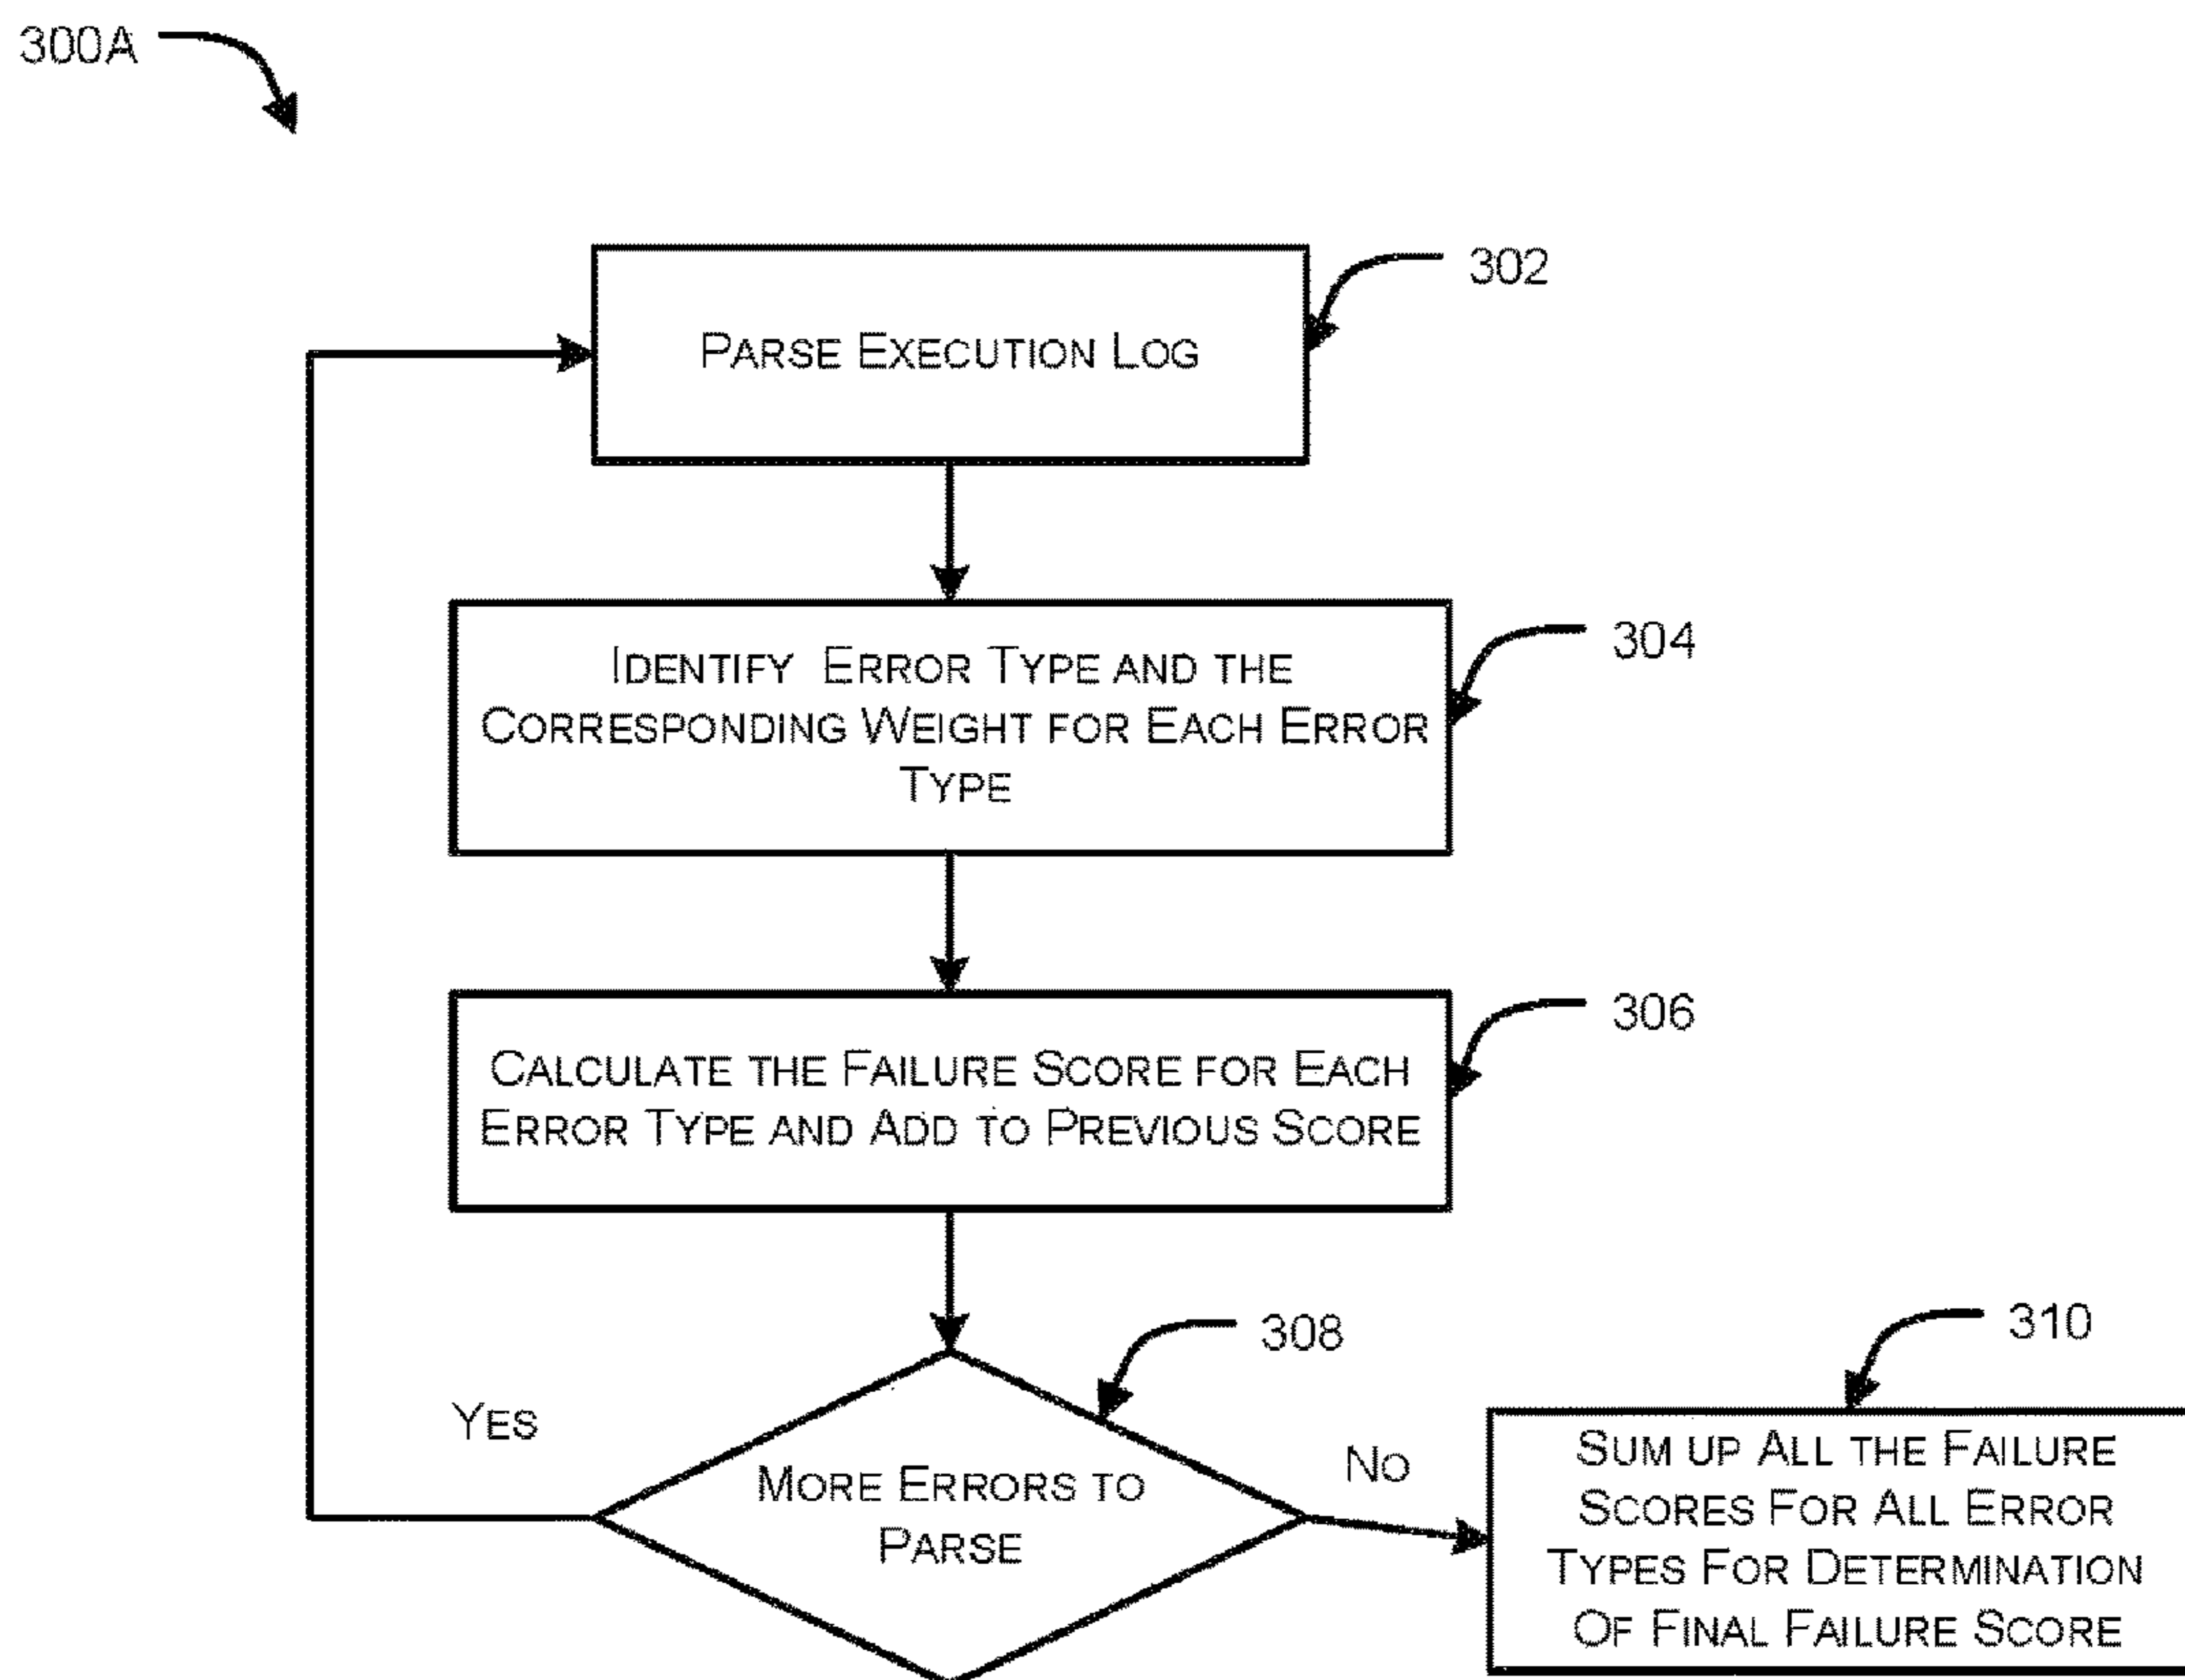 300A
302
PARSE EXECUTION LOG
304
IDENTIFY ERROR TYPE AND THE
CORRESPONDING WEIGHT FOR EACH ERROR
TYPE
306
CALCULATE THE FAILURE SCORE FOR EACH
ERROR TYPE AND ADD TO PREVIOUS SCORE
308
310
YES
MORE ERRORS TO
PARSE
NO
SUM UP ALL THE FAILURE
SCORES FOR ALL ERROR
TYPES FOR DETERMINATION
OF FINAL FAILURE SCORE